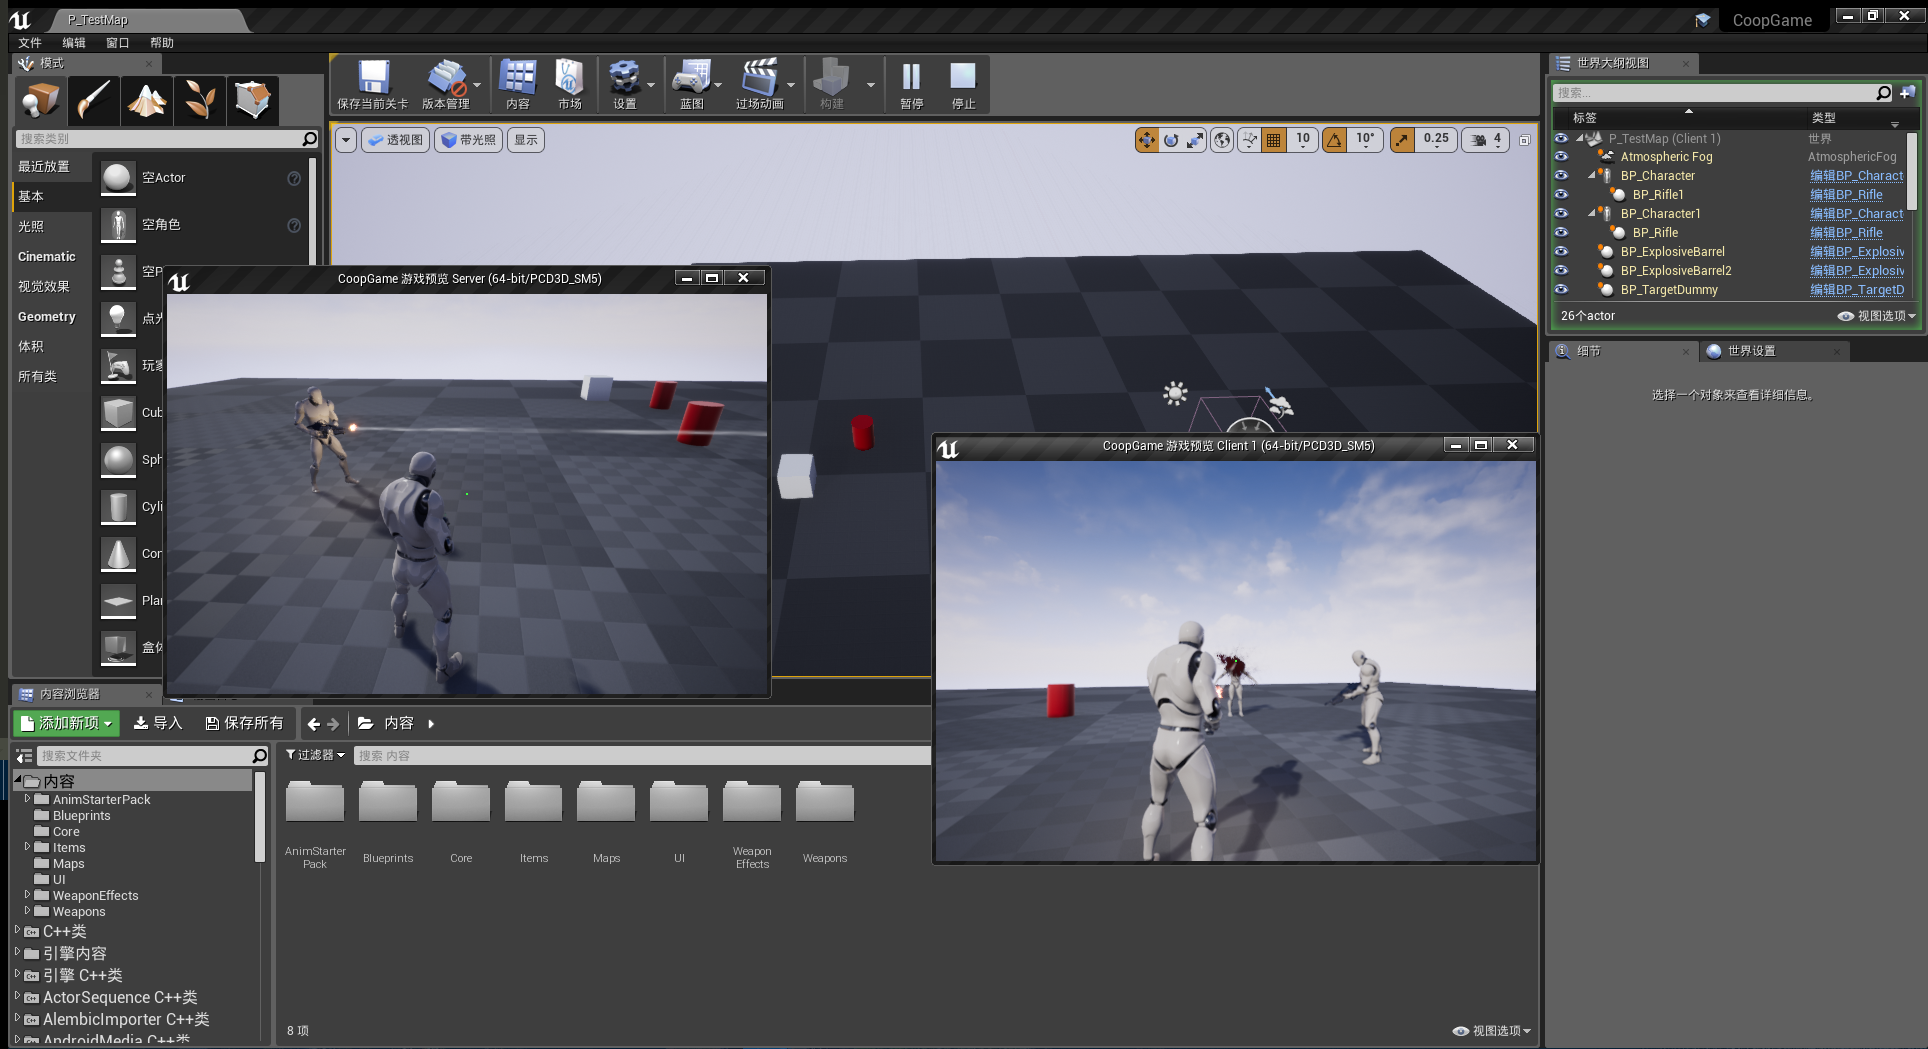 P_TestMap
CoopGame
文件 编辑 窗口 帮助
模式
保存当前关卡 版本管理 内容 市场 设置 蓝图 过场动画 构建 暂停 停止
搜索类别
最近放置
基本
光照
Cinematic
视觉效果
Geometry
体积
所有类
空Actor
空角色
空P
点光
玩家
Cub
Sph
Cyli
Con
Plan
盒体
透视图 带光照 显示
10 10° 0.25 4
CoopGame 游戏预览 Server (64-bit/PCD3D_SM5)
CoopGame 游戏预览 Client 1 (64-bit/PCD3D_SM5)
世界大纲视图
搜索...
标签 类型
P_TestMap (Client 1) 世界
Atmospheric Fog AtmosphericFog
BP_Character 编辑BP_Charact
BP_Rifle1 编辑BP_Rifle
BP_Character1 编辑BP_Charact
BP_Rifle 编辑BP_Rifle
BP_ExplosiveBarrel 编辑BP_Explosiv
BP_ExplosiveBarrel2 编辑BP_Explosiv
BP_TargetDummy 编辑BP_TargetD
26个actor 视图选项
细节 世界设置
选择一个对象来查看详细信息。
内容浏览器
添加新项 导入 保存所有 内容
搜索文件夹
过滤器 搜索 内容
内容
AnimStarterPack
Blueprints
Core
Items
Maps
UI
WeaponEffects
Weapons
C++类
引擎内容
引擎 C++类
ActorSequence C++类
AlembicImporter C++类
AndroidMedia C++类
AnimStarter
Pack
Blueprints
Core
Items
Maps
UI
Weapon
Effects
Weapons
8 项 视图选项